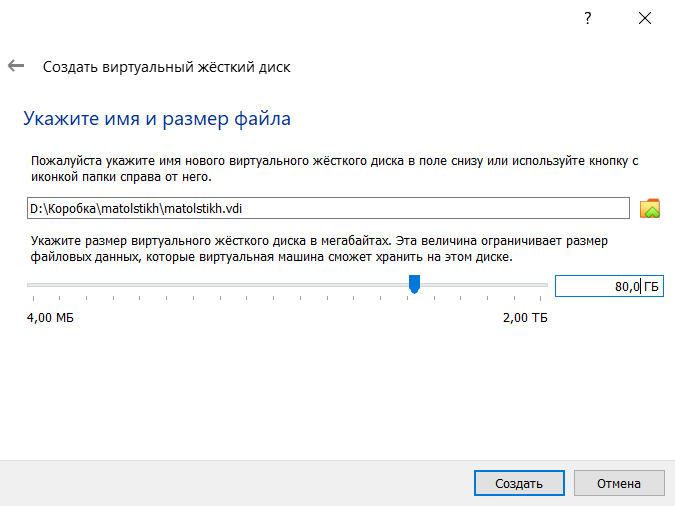 ?
Создать виртуальный жёсткий диск
Укажите имя и размер файла
Пожалуйста укажите имя нового виртуального жёсткого диска в поле снизу или используйте кнопку с
иконкой папки справа от него.
D:\Коробка\matolstikh\matolstikh.vdi
Укажите размер виртуального жёсткого диска в мегабайтах. Эта величина ограничивает размер
файловых данных, которые виртуальная машина сможет хранить на этом диске.
80,0 ГБ
4,00 МБ 2,00 ТБ
Создать Отмена